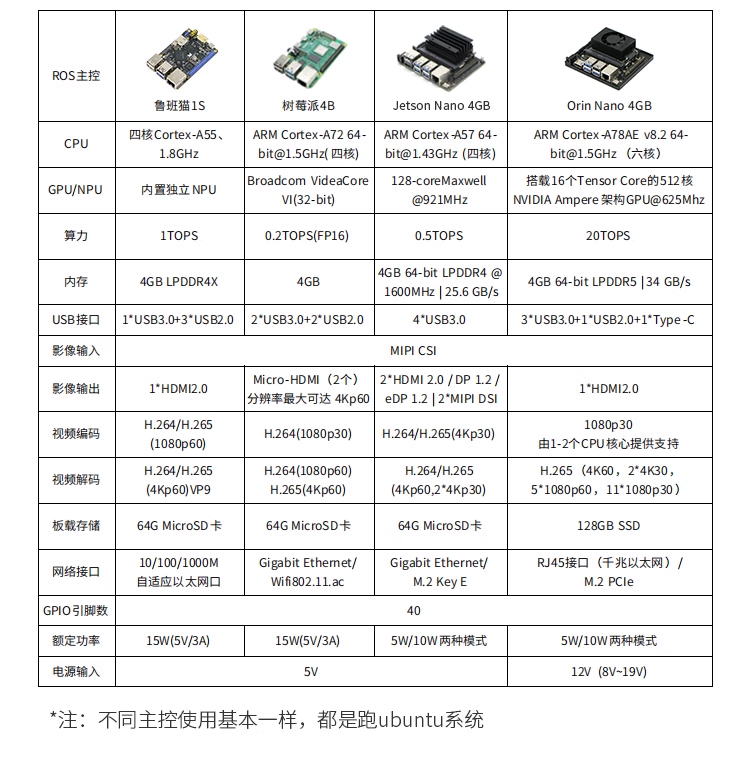 ROS主控
鲁班猫1S
树莓派4B
Jetson Nano 4GB
Orin Nano 4GB
CPU
四核Cortex-A55、
1.8GHz
ARM Cortex-A72 64-
bit@1.5GHz( 四核)
ARM Cortex-A57 64-
bit@1.43GHz (四核)
ARM Cortex-A78AE v8.2 64-
bit@1.5GHz （六核）
GPU/NPU
内置独立NPU
Broadcom VideaCore
VI(32-bit)
128-coreMaxwell
@921MHz
搭载16个Tensor Core的512核
NVIDIA Ampere 架构GPU@625Mhz
算力
1TOPS
0.2TOPS(FP16)
0.5TOPS
20TOPS
内存
4GB LPDDR4X
4GB
4GB 64-bit LPDDR4 @
1600MHz | 25.6 GB/s
4GB 64-bit LPDDR5 | 34 GB/s
USB接口
1*USB3.0+3*USB2.0
2*USB3.0+2*USB2.0
4*USB3.0
3*USB3.0+1*USB2.0+1*Type-C
影像输入
MIPI CSI
影像输出
1*HDMI2.0
Micro-HDMI（2个）
分辨率最大可达 4Kp60
2*HDMI 2.0 / DP 1.2 /
eDP 1.2 | 2*MIPI DSI
1*HDMI2.0
视频编码
H.264/H.265
(1080p60)
H.264(1080p30)
H.264/H.265(4Kp30)
1080p30
由1-2个CPU核心提供支持
视频解码
H.264/H.265
(4Kp60)VP9
H.264(1080p60)
H.265(4Kp60)
H.264/H.265
(4Kp60,2*4Kp30)
H.265（4K60，2*4K30，
5*1080p60，11*1080p30）
板载存储
64G MicroSD卡
64G MicroSD卡
64G MicroSD卡
128GB SSD
网络接口
10/100/1000M
自适应以太网口
Gigabit Ethernet/
Wifi802.11.ac
Gigabit Ethernet/
M.2 Key E
RJ45接口（千兆以太网）/
M.2 PCIe
GPIO引脚数
40
额定功率
15W(5V/3A)
15W(5V/3A)
5W/10W两种模式
5W/10W两种模式
电源输入
5V
12V (8V~19V)
*注：不同主控使用基本一样，都是跑ubuntu系统